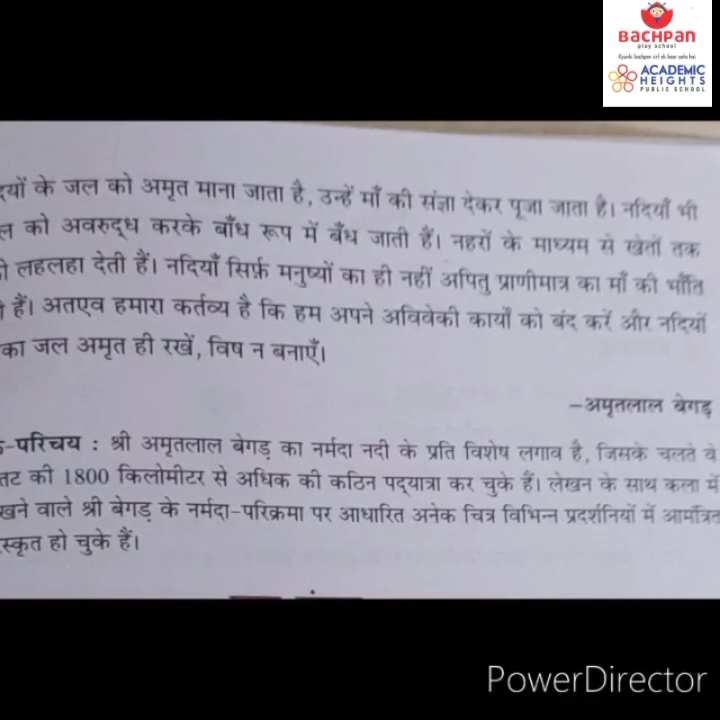 BACHPAN
play school
ACADEMIC
HEIGHTS
PUBLIC SCHOOL
के जल को अमृत माना जाता है, उन्हें माँ की संज्ञा देकर पूजा जाता है। नदियाँ भी
को अवरुद्ध करके बाँध रूप में बँध जाती हैं। नहरों के माध्यम से खेतों तक
लहलहा देती हैं। नदियाँ सिर्फ़ मनुष्यों का ही नहीं अपितु प्राणीमात्र का माँ की भाँति
हैं। अतएव हमारा कर्तव्य है कि हम अपने अविवेकी कार्यों को बंद करें और नदियों
का जल अमृत ही रखें, विष न बनाएँ।
–अमृतलाल बेगड़
-परिचय : श्री अमृतलाल बेगड़ का नर्मदा नदी के प्रति विशेष लगाव है, जिसके चलते वे
तट की 1800 किलोमीटर से अधिक की कठिन पद्यात्रा कर चुके हैं। लेखन के साथ कला में
वाले श्री बेगड़ के नर्मदा-परिक्रमा पर आधारित अनेक चित्र विभिन्न प्रदर्शनियों में आमंत्रित
हो चुके हैं।
PowerDirector